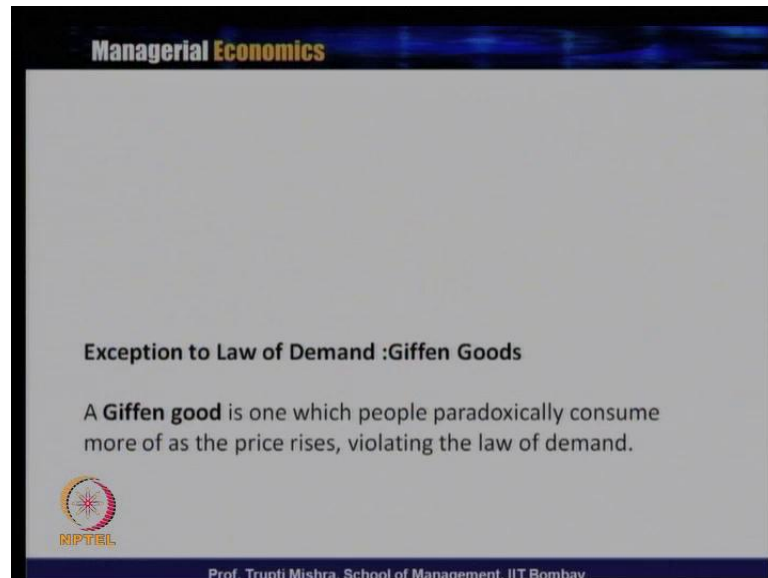 Managerial Economics
Exception to Law of Demand :Giffen Goods
A Giffen good is one which people paradoxically consume
more of as the price rises, violating the law of demand.
NPTEL
Prof. Trupti Mishra, School of Management, IIT Bombay